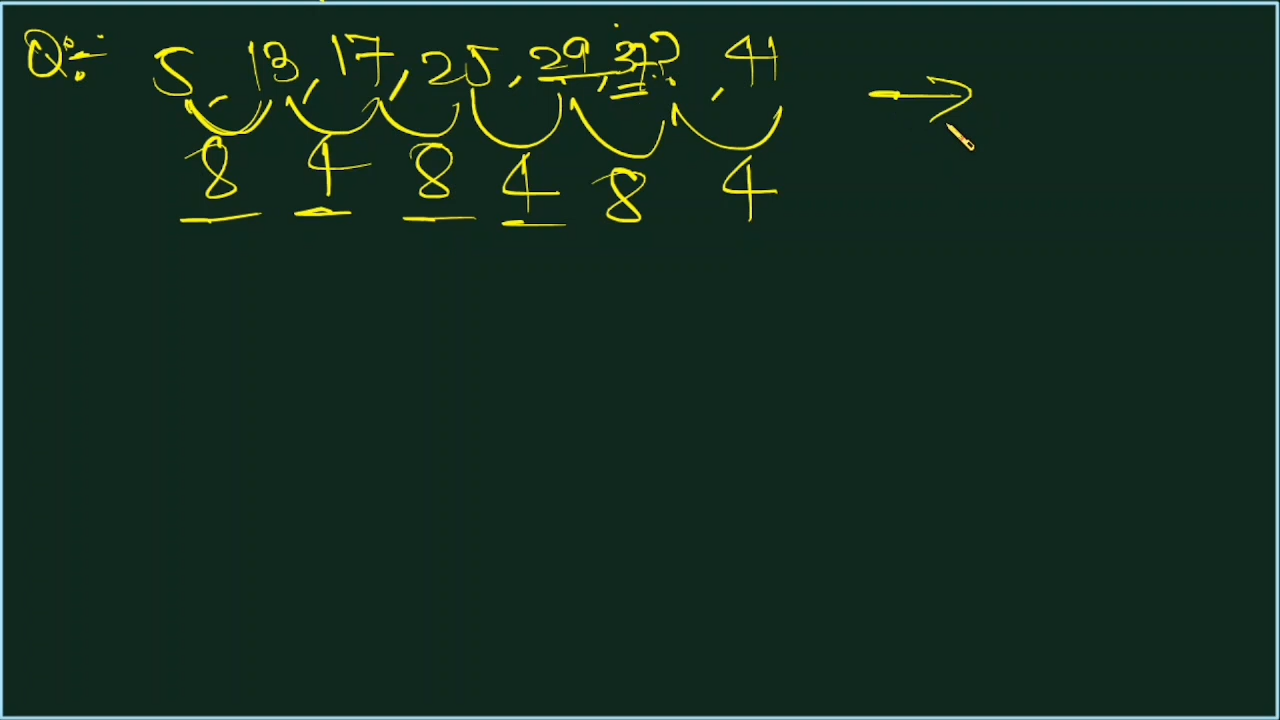 Q:- 5, 13, 17, 25, 29, 37?, 41 →
8 4 8 4 8 4